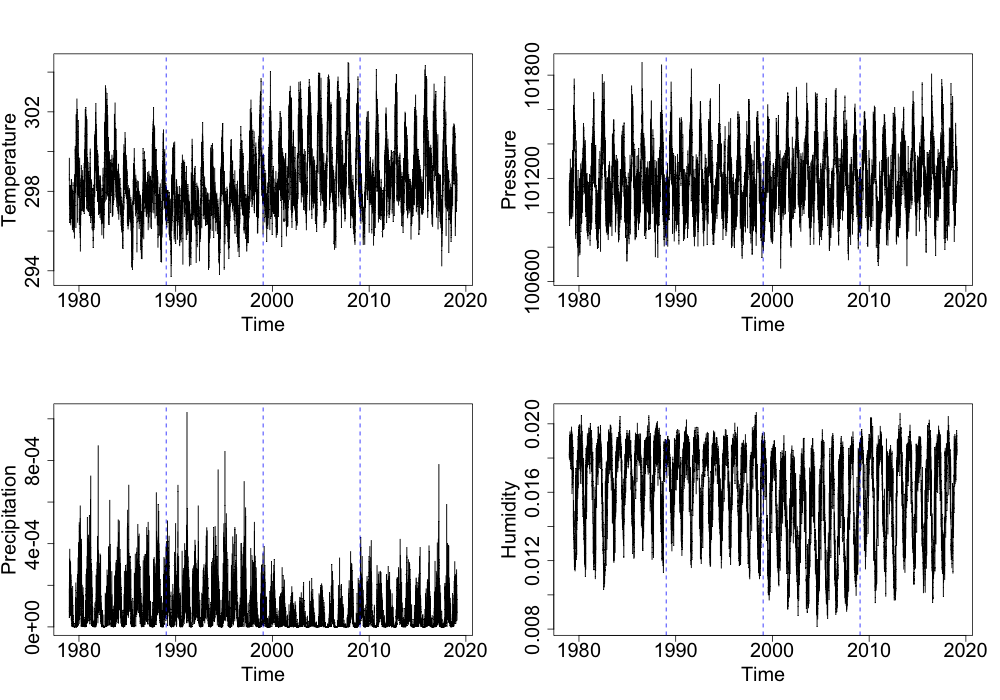 Temperature
294
298
302
1980 1990 2000 2010 2020
Time
Pressure
100600
101200
101800
1980 1990 2000 2010 2020
Time
Precipitation
0e+00
4e-04
8e-04
1980 1990 2000 2010 2020
Time
Humidity
0.008
0.012
0.016
0.020
1980 1990 2000 2010 2020
Time